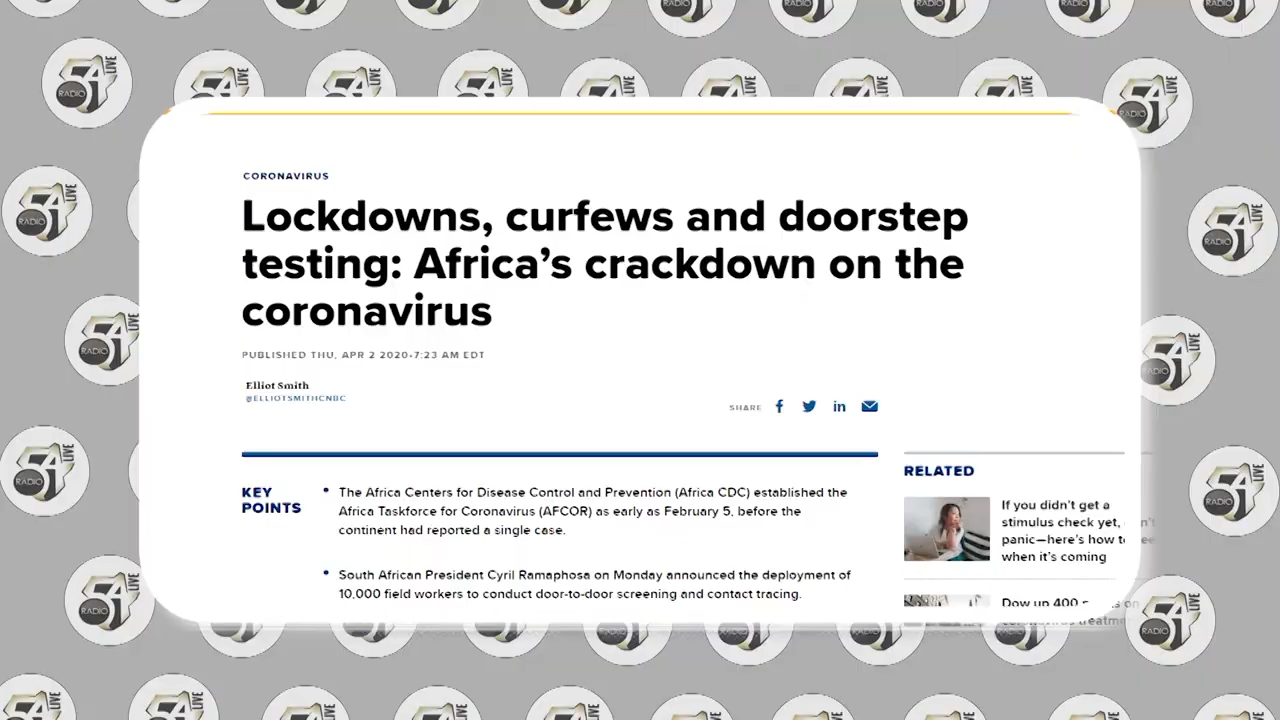 CORONAVIRUS
Lockdowns, curfews and doorstep
testing: Africa's crackdown on the
coronavirus
PUBLISHED THU, APR 2 2020•7:23 AM EDT
Elliot Smith
@ELLIOTSMITHCNBC
SHARE
KEY
POINTS
• The Africa Centers for Disease Control and Prevention (Africa CDC) established the
Africa Taskforce for Coronavirus (AFCOR) as early as February 5, before the
continent had reported a single case.
• South African President Cyril Ramaphosa on Monday announced the deployment of
10,000 field workers to conduct door-to-door screening and contact tracing.
RELATED
If you didn't get a
stimulus check yet,
panic—here's how
when it's coming
Dow up 400
RADIO 54 LIVE